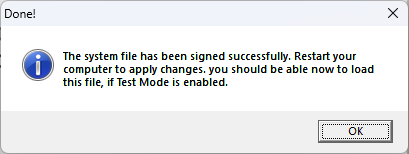 Done!
The system file has been signed successfully. Restart your
computer to apply changes. you should be able now to load
this file, if Test Mode is enabled.
OK